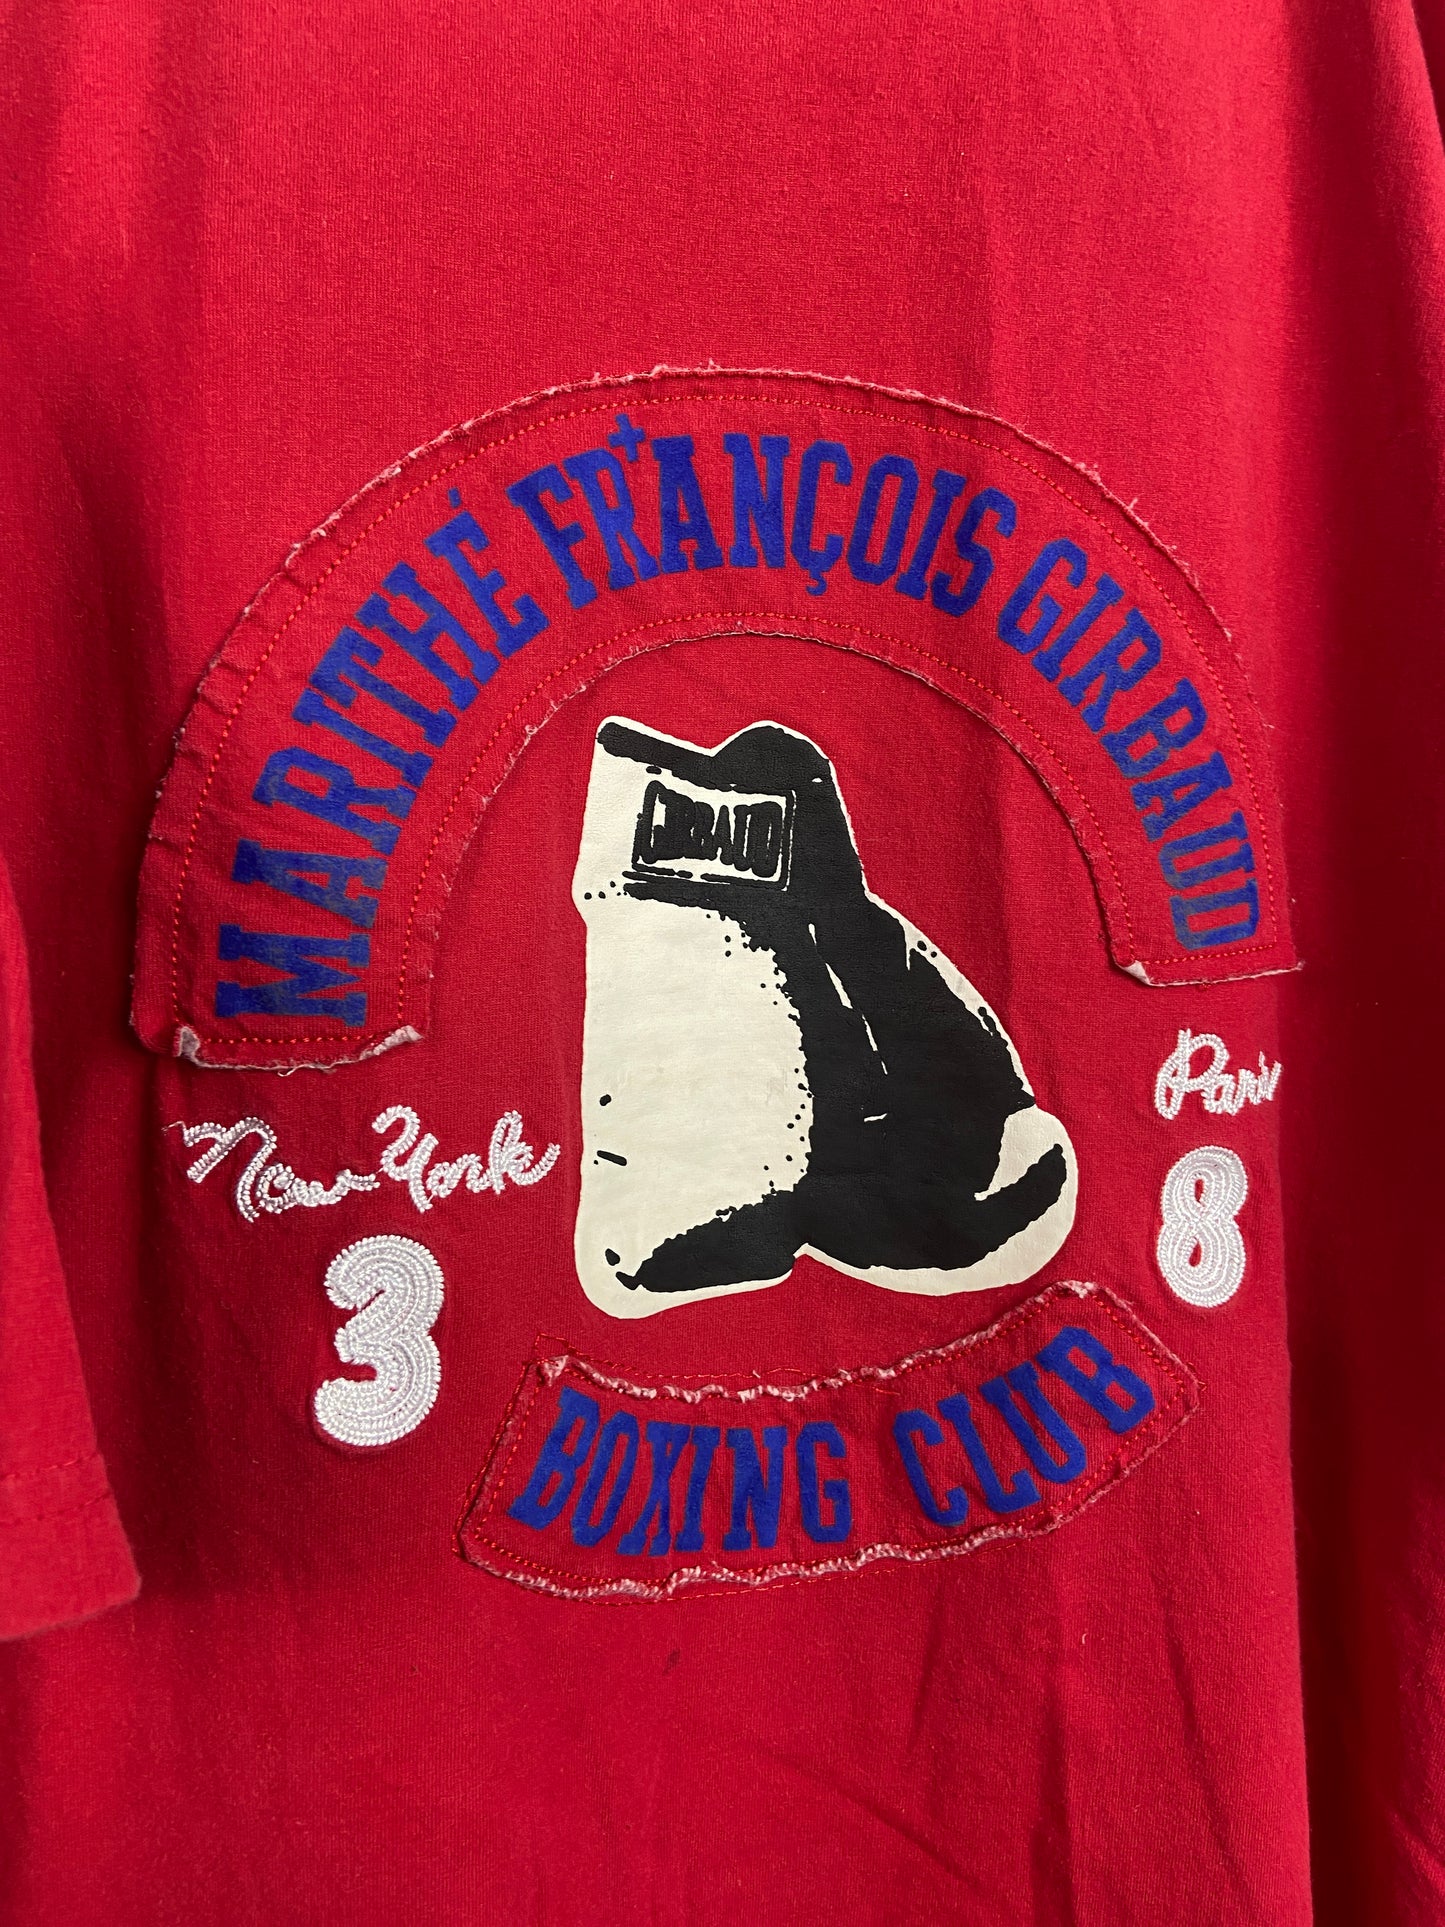 MARITHÉ + FRANÇOIS GIRBAUD
GIRBAUD
New York
Paris
3
8
BOXING CLUB